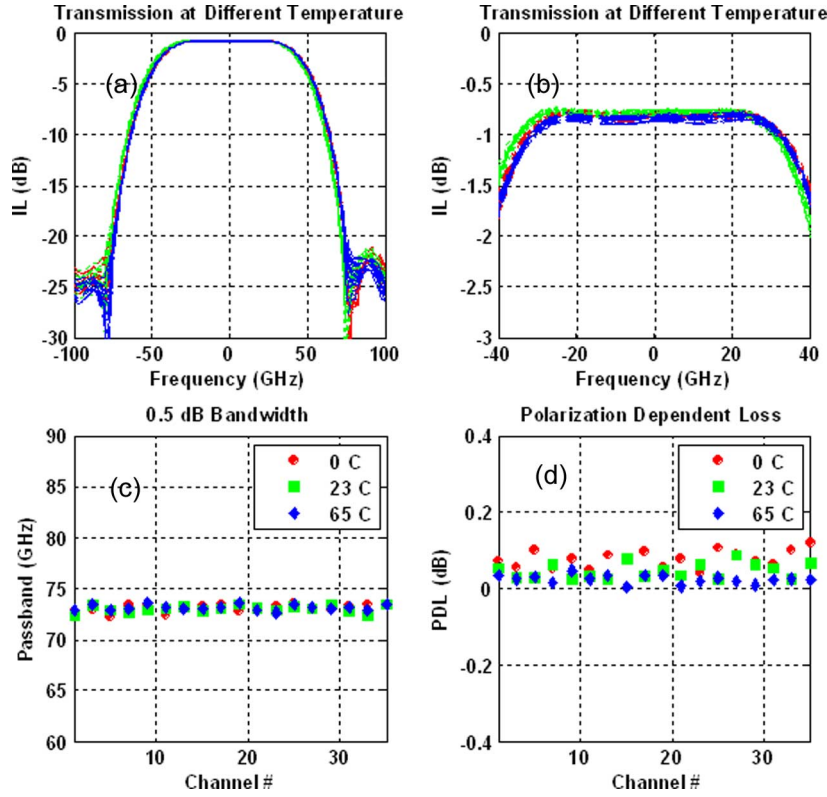 Transmission at Different Temperature
Transmission at Different Temperature
(a)
(b)
IL (dB)
0
-5
-10
-15
-20
-25
-30
-100
-50
0
50
100
Frequency (GHz)
IL (dB)
0
-0.5
-1
-1.5
-2
-2.5
-3
-40
-20
0
20
40
Frequency (GHz)
0.5 dB Bandwidth
(c)
0 C
23 C
65 C
Passband (GHz)
90
85
80
75
70
65
60
10
20
30
Channel #
Polarization Dependent Loss
(d)
0 C
23 C
65 C
PDL (dB)
0.4
0.2
0
-0.2
-0.4
10
20
30
Channel #